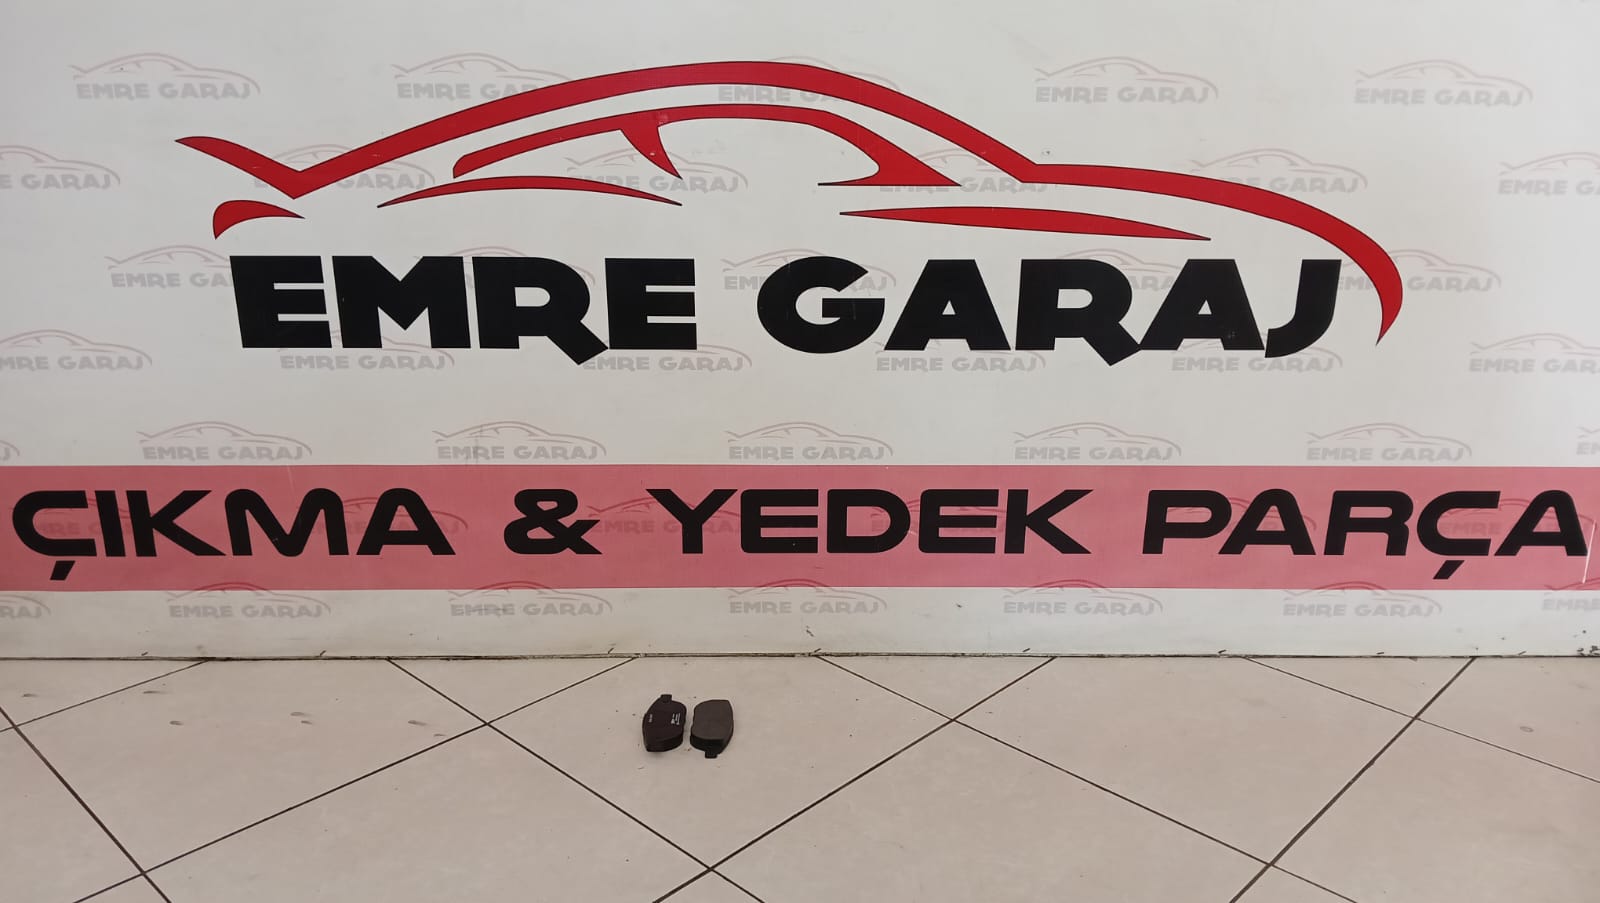 EMRE GARAJ
ÇIKMA & YEDEK PARÇA